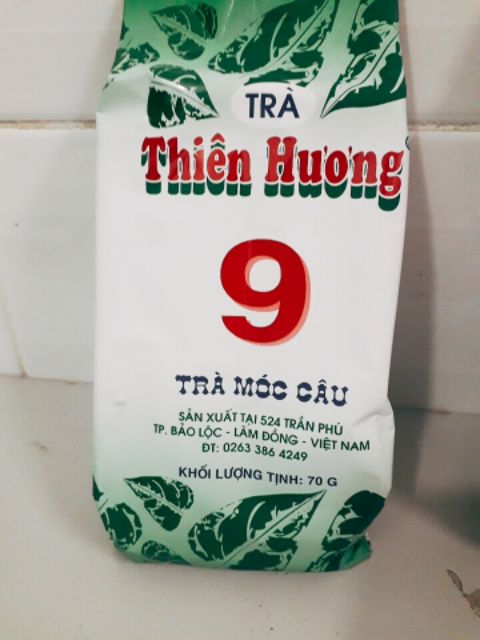 TRÀ
Thiên Hương
9
TRÀ MÓC CÂU
SẢN XUẤT TẠI 524 TRẦN PHÚ
TP. BẢO LỘC - LÂM ĐỒNG - VIỆT NAM
ĐT: 0263 386 4249
KHỐI LƯỢNG TỊNH: 70 G